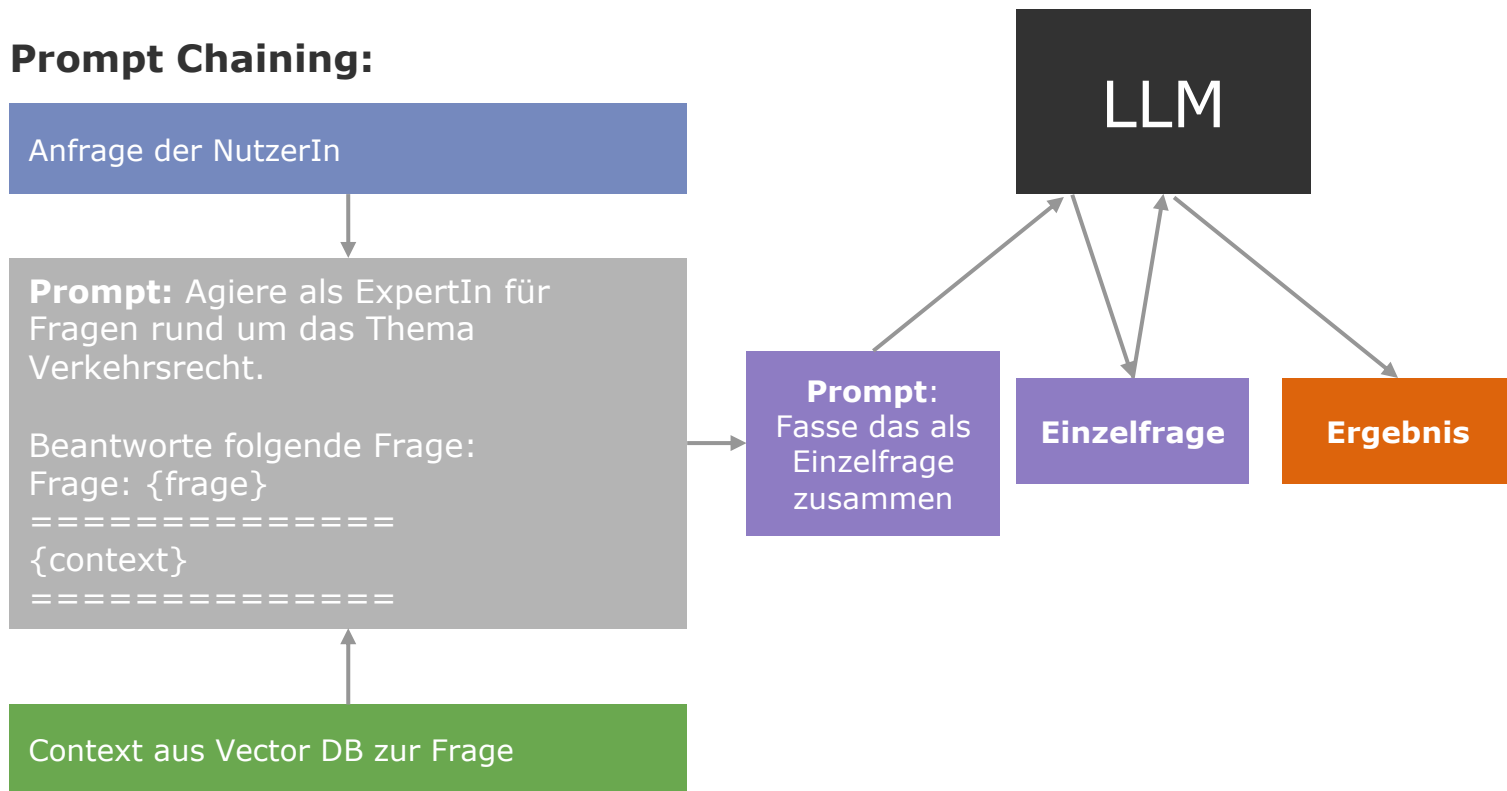 Prompt Chaining:
LLM
Anfrage der NutzerIn
Prompt: Agiere als ExpertIn für
Fragen rund um das Thema
Verkehrsrecht.
Beantworte folgende Frage:
Frage: {frage}
==============
{context}
==============
Prompt:
Fasse das als
Einzelfrage
zusammen
Einzelfrage
Ergebnis
Context aus Vector DB zur Frage